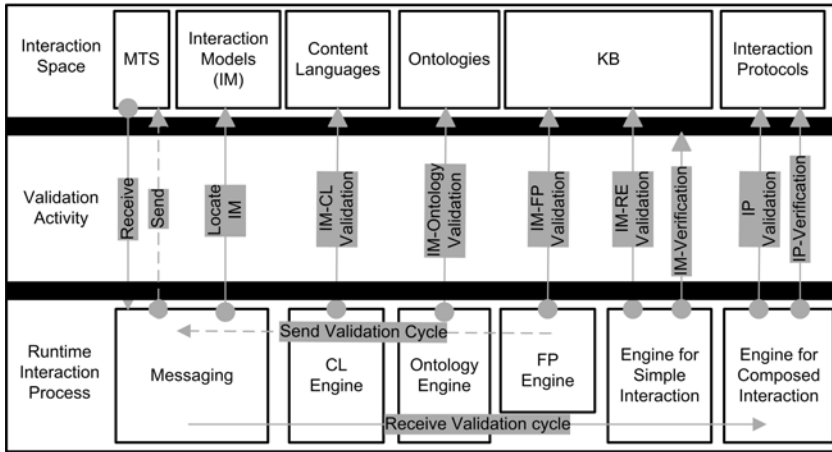 Interaction
Space
MTS
Interaction
Models
(IM)
Content
Languages
Ontologies
KB
Interaction
Protocols
Validation
Activity
Receive
Send
Locate
IM
IM-CL
Validation
IM-Ontology
Validation
IM-FP
Validation
IM-RE
Validation
IM-Verification
IP
Validation
IP-Verification
Runtime
Interaction
Process
Send Validation Cycle
Messaging
CL
Engine
Ontology
Engine
FP
Engine
Engine for
Simple
Interaction
Engine for
Composed
Interaction
Receive Validation cycle